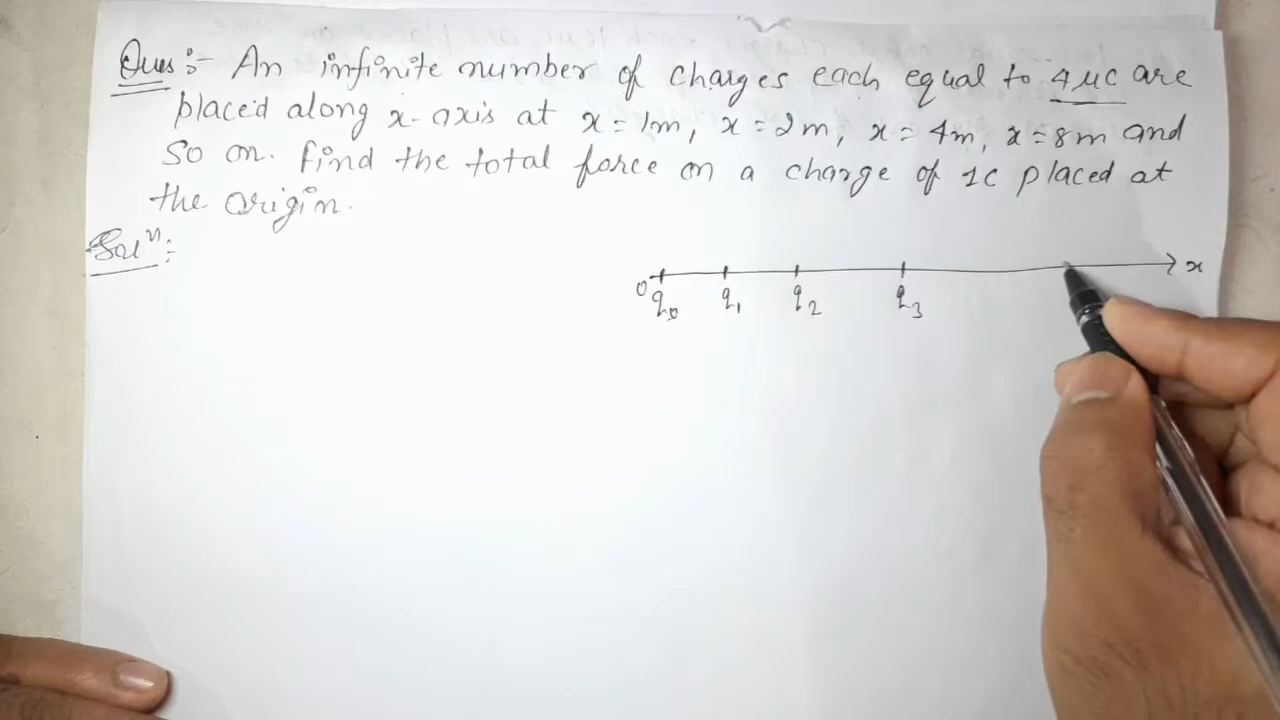 Ques :- An infinite number of charges each equal to 4μc are
placed along x-axis at x = 1m, x = 2m, x = 4m, x = 8m and
so on. find the total force on a charge of 1c placed at
the origin.
Solⁿ :-
x
0 q₀ q₁ q₂ q₃